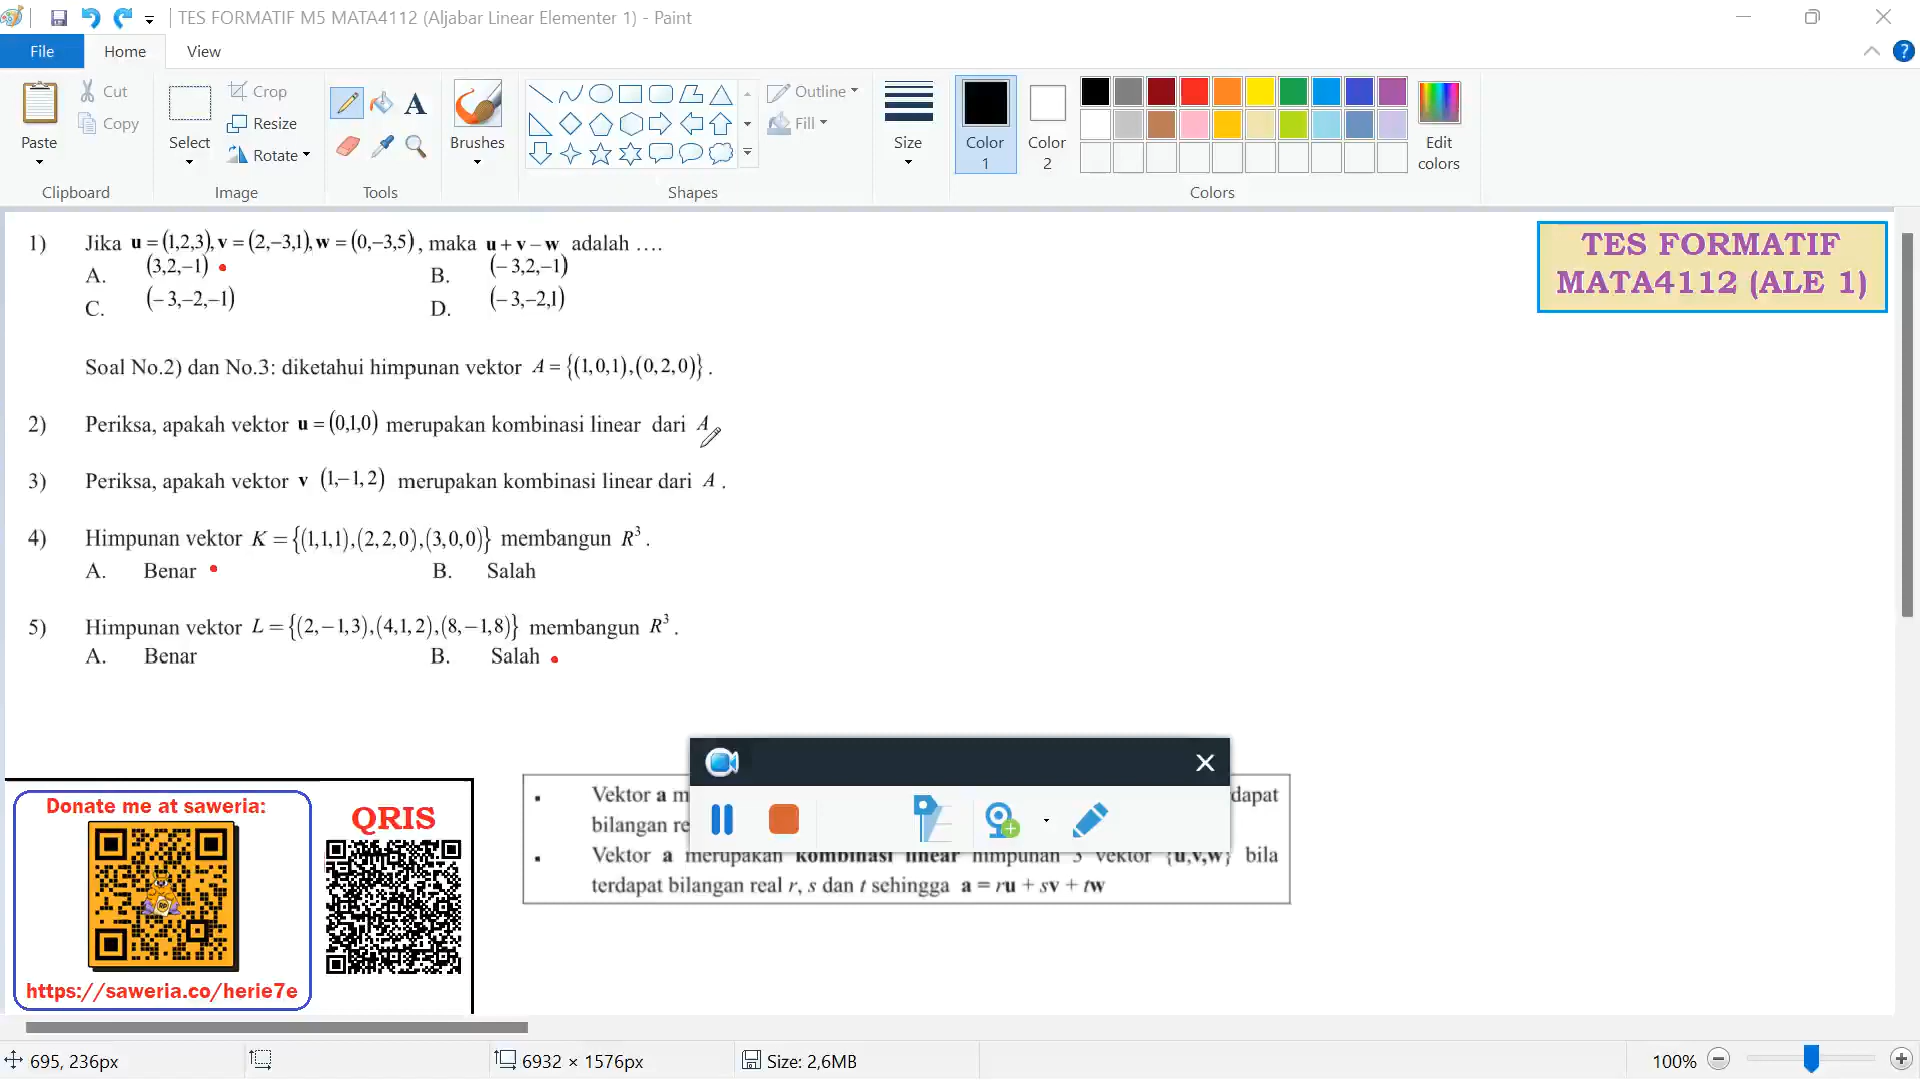 TES FORMATIF M5 MATA4112 (Aljabar Linear Elementer 1) - Paint
File Home View
Paste
Cut
Copy
Clipboard
Select
Crop
Resize
Rotate
Image
A
Tools
Brushes
Outline
Fill
Shapes
Size
Color 1
Color 2
Edit colors
Colors
TES FORMATIF
MATA4112 (ALE 1)
1) Jika u = (1,2,3), v = (2,−3,1), w = (0,−3,5), maka u + v − w adalah ….
A. (3,2,−1) B. (−3,2,−1)
C. (−3,−2,−1) D. (−3,−2,1)
Soal No.2) dan No.3: diketahui himpunan vektor A = {(1,0,1),(0,2,0)}.
2) Periksa, apakah vektor u = (0,1,0) merupakan kombinasi linear dari A
3) Periksa, apakah vektor v (1,−1,2) merupakan kombinasi linear dari A.
4) Himpunan vektor K = {(1,1,1),(2,2,0),(3,0,0)} membangun R³.
A. Benar B. Salah
5) Himpunan vektor L = {(2,−1,3),(4,1,2),(8,−1,8)} membangun R³.
A. Benar B. Salah
Donate me at saweria:
RP
https://saweria.co/herie7e
QRIS
▪ Vektor a m dapat
bilangan re
▪ Vektor a merupakan kombinasi linear himpunan 3 vektor {u,v,w} bila
terdapat bilangan real r, s dan t sehingga a = ru + sv + tw
695, 236px 6932 × 1576px Size: 2,6MB 100%